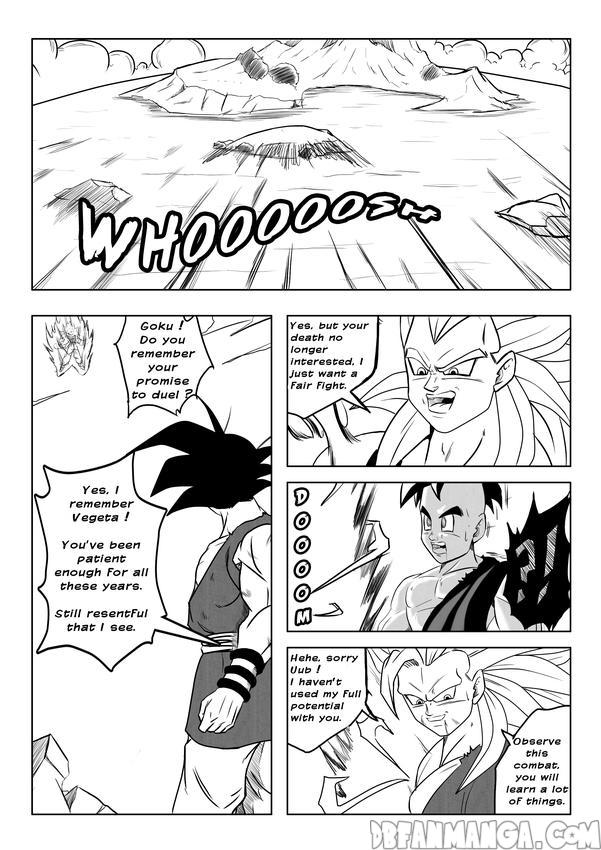 WHOOOOOSH
Goku !
Do you
remember
your
promise
to duel ?
Yes, I
remember
Vegeta !
You've been
patient
enough for all
these years.
Still resentful
that I see.
Yes, but your
death no
longer
interested, I
just want a
Fair Fight.
DOOOOOM
Hehe, sorry
Uub !
I haven't
used my full
potential
with you.
Observe
this
combat,
you will
learn a lot
of things.
DBFANMANGA.COM